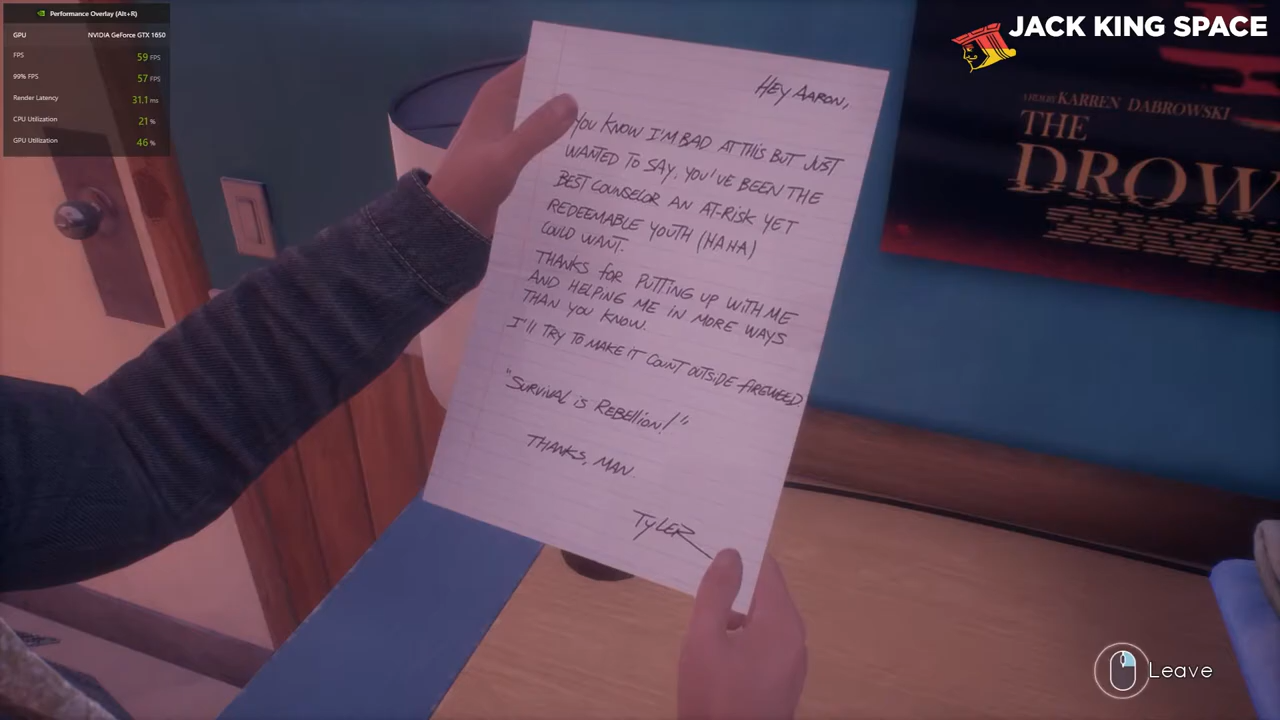 Performance Overlay (Alt+R)
GPU NVIDIA GeForce GTX 1650
FPS 59 FPS
99% FPS 57 FPS
Render Latency 31.1 ms
CPU Utilization 21 %
GPU Utilization 46 %
JACK KING SPACE
HEY AARON,
YOU KNOW I'M BAD AT THIS BUT JUST
WANTED TO SAY, YOU'VE BEEN THE
BEST COUNSELOR AN AT-RISK YET
REDEEMABLE YOUTH (HAHA)
COULD WANT.
THANKS FOR PUTTING UP WITH ME
AND HELPING ME IN MORE WAYS
THAN YOU KNOW.
I'll TRY TO MAKE IT COUNT OUTSIDE FIREWEED.
"SURVIVAL IS REBELLION!"
THANKS, MAN.
TYLER
A FILM BY KARREN DABROWSKI
THE
DROW
Leave